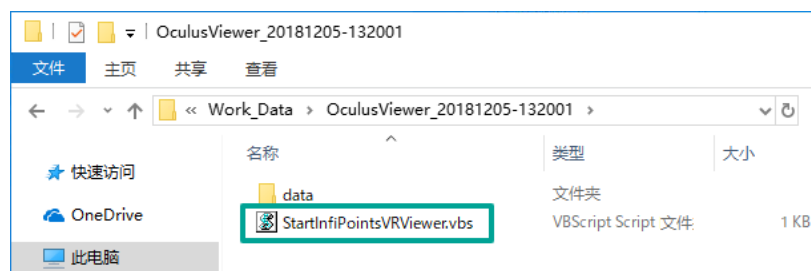 OculusViewer_20181205-132001
文件 主页 共享 查看
« Work_Data › OculusViewer_20181205-132001 ›
名称 类型 大小
快速访问
data 文件夹
OneDrive
StartInfiPointsVRViewer.vbs VBScript Script 文件 1 KB
此电脑